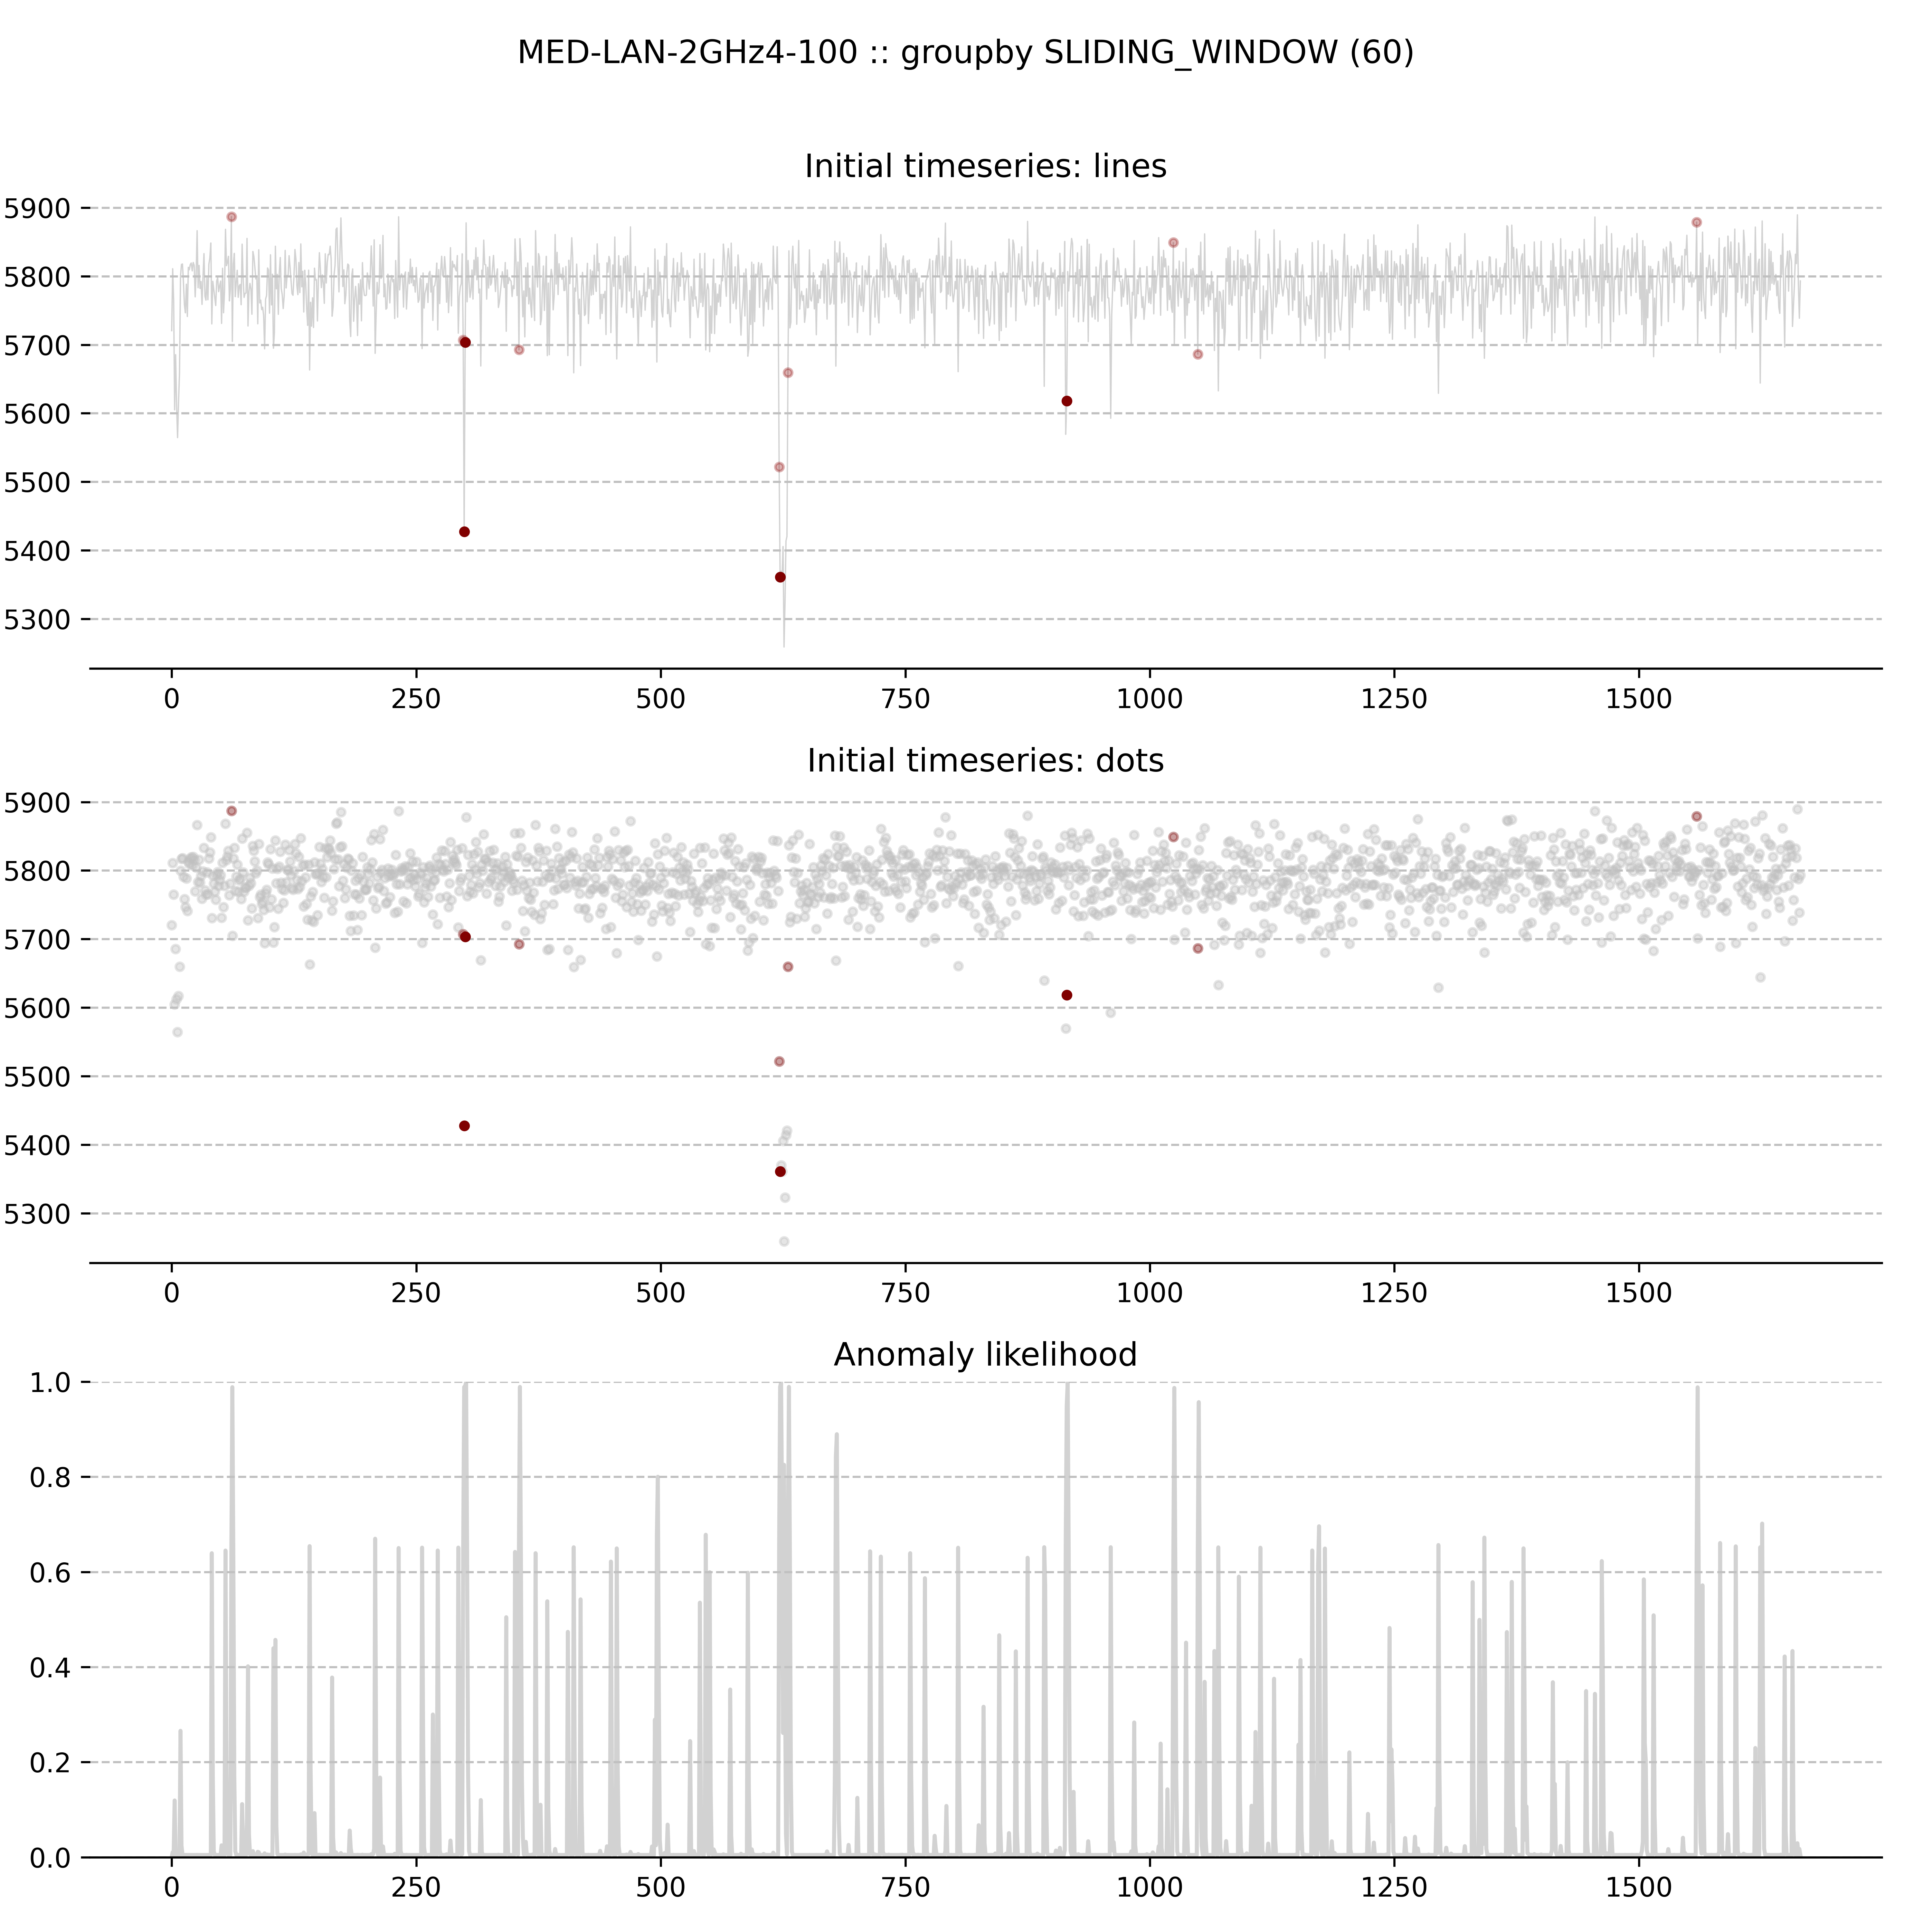 MED-LAN-2GHz4-100 :: groupby SLIDING_WINDOW (60)
Initial timeseries: lines
5900
5800
5700
5600
5500
5400
5300
0 250 500 750 1000 1250 1500
Initial timeseries: dots
5900
5800
5700
5600
5500
5400
5300
0 250 500 750 1000 1250 1500
Anomaly likelihood
1.0
0.8
0.6
0.4
0.2
0.0
0 250 500 750 1000 1250 1500